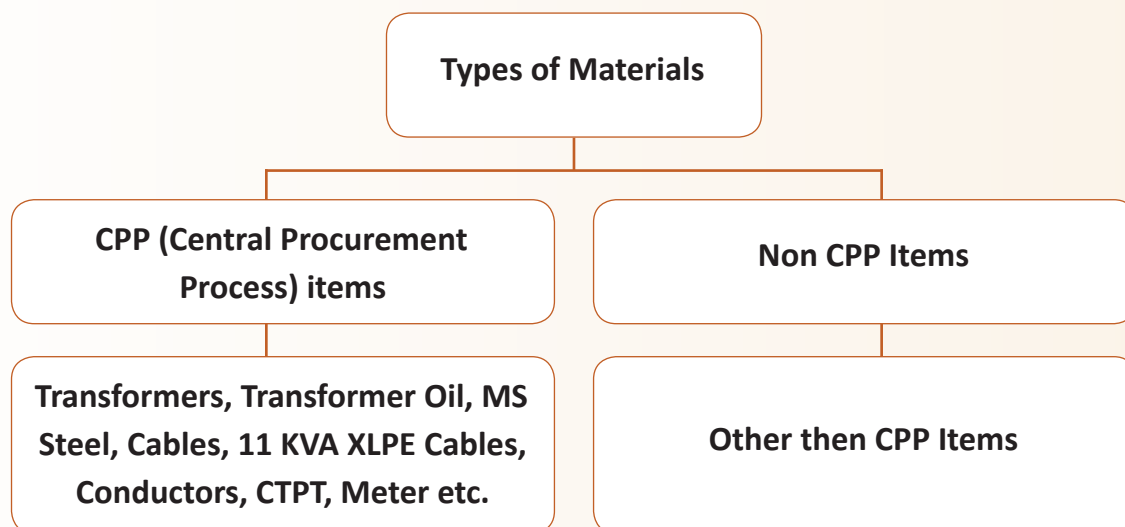 Types of Materials
CPP (Central Procurement
Process) items
Non CPP Items
Transformers, Transformer Oil, MS
Steel, Cables, 11 KVA XLPE Cables,
Conductors, CTPT, Meter etc.
Other then CPP Items